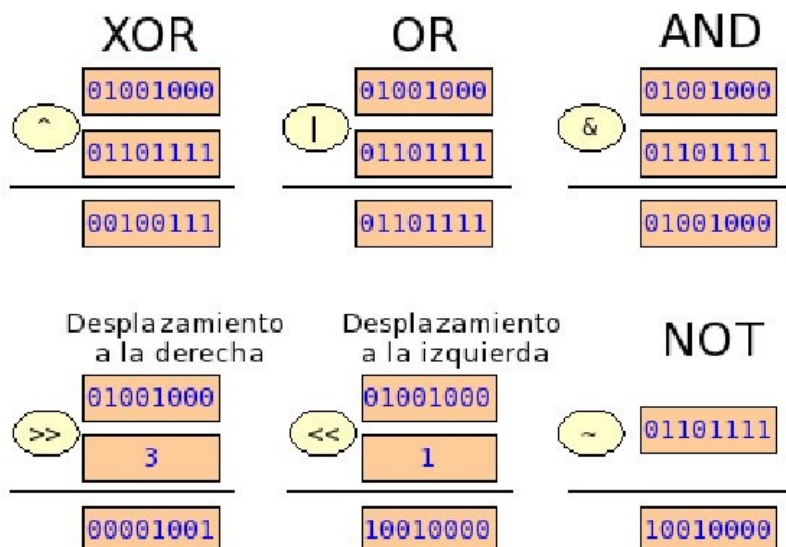 XOR
01001000
^
01101111
00100111
OR
01001000
|
01101111
01101111
AND
01001000
&
01101111
01001000
Desplazamiento
a la derecha
01001000
>>
3
00001001
Desplazamiento
a la izquierda
01001000
<<
1
10010000
NOT
~
01101111
10010000